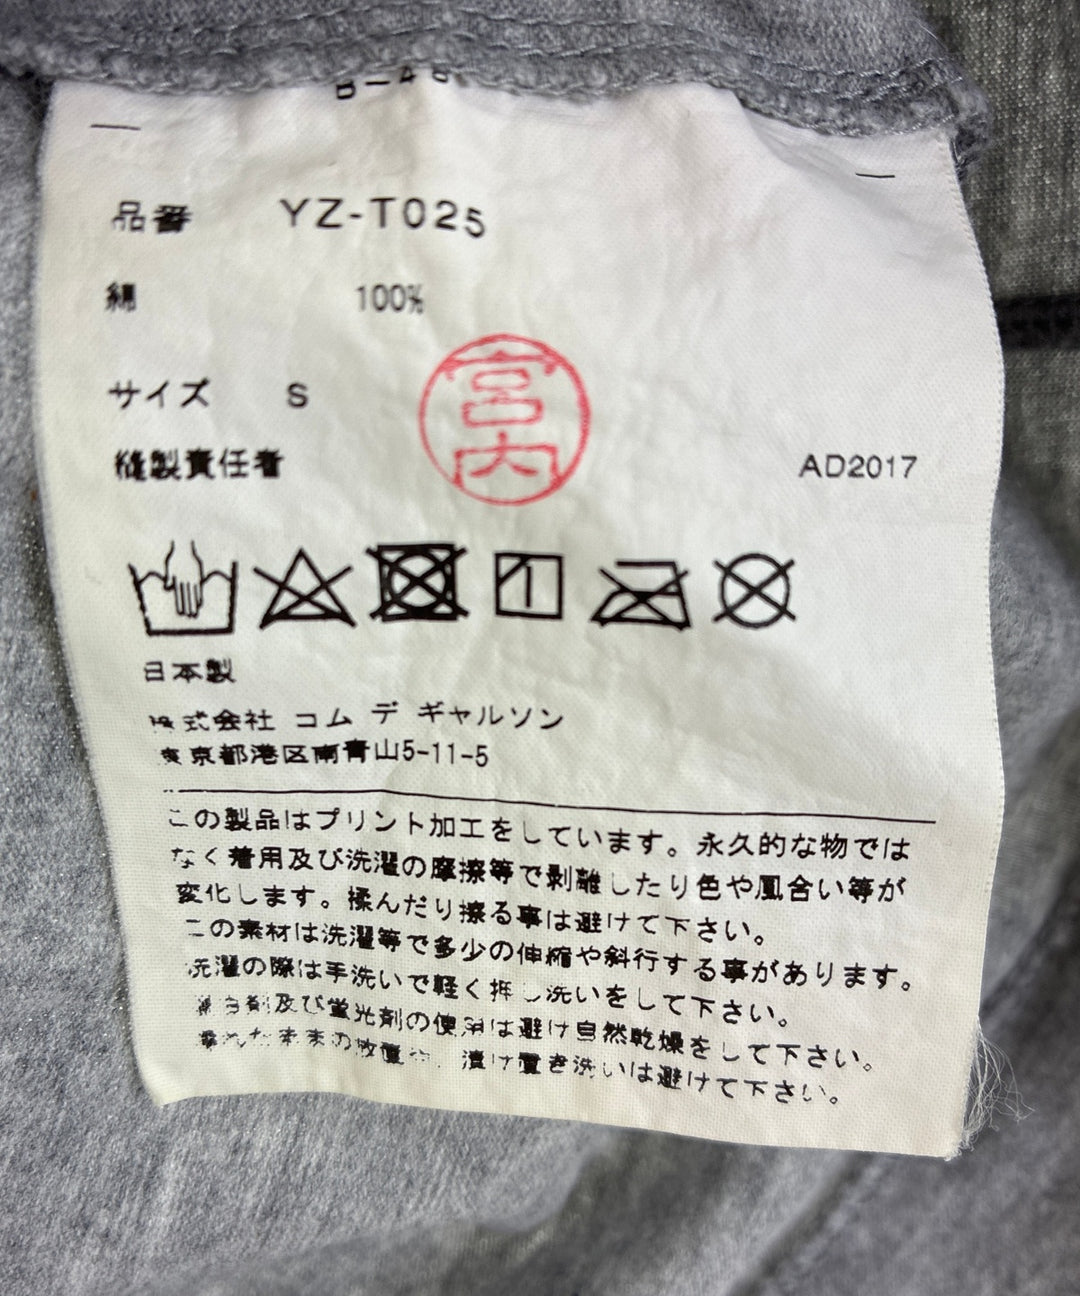 B-48
品番 YZ-T025
綿 100%
サイズ S
宮内
縫製責任者 AD2017
日本製
株式会社 コム デ ギャルソン
東京都港区南青山5-11-5
この製品はプリント加工をしています。永久的な物では
なく着用及び洗濯の摩擦等で剥離したり色や風合い等が
変化します。揉んだり擦る事は避けて下さい。
この素材は洗濯等で多少の伸縮や斜行する事があります。
洗濯の際は手洗いで軽く押し洗いをして下さい。
漂白剤及び蛍光剤の使用は避け自然乾燥をして下さい。
濡れたままの放置や、漬け置き洗いは避けて下さい。